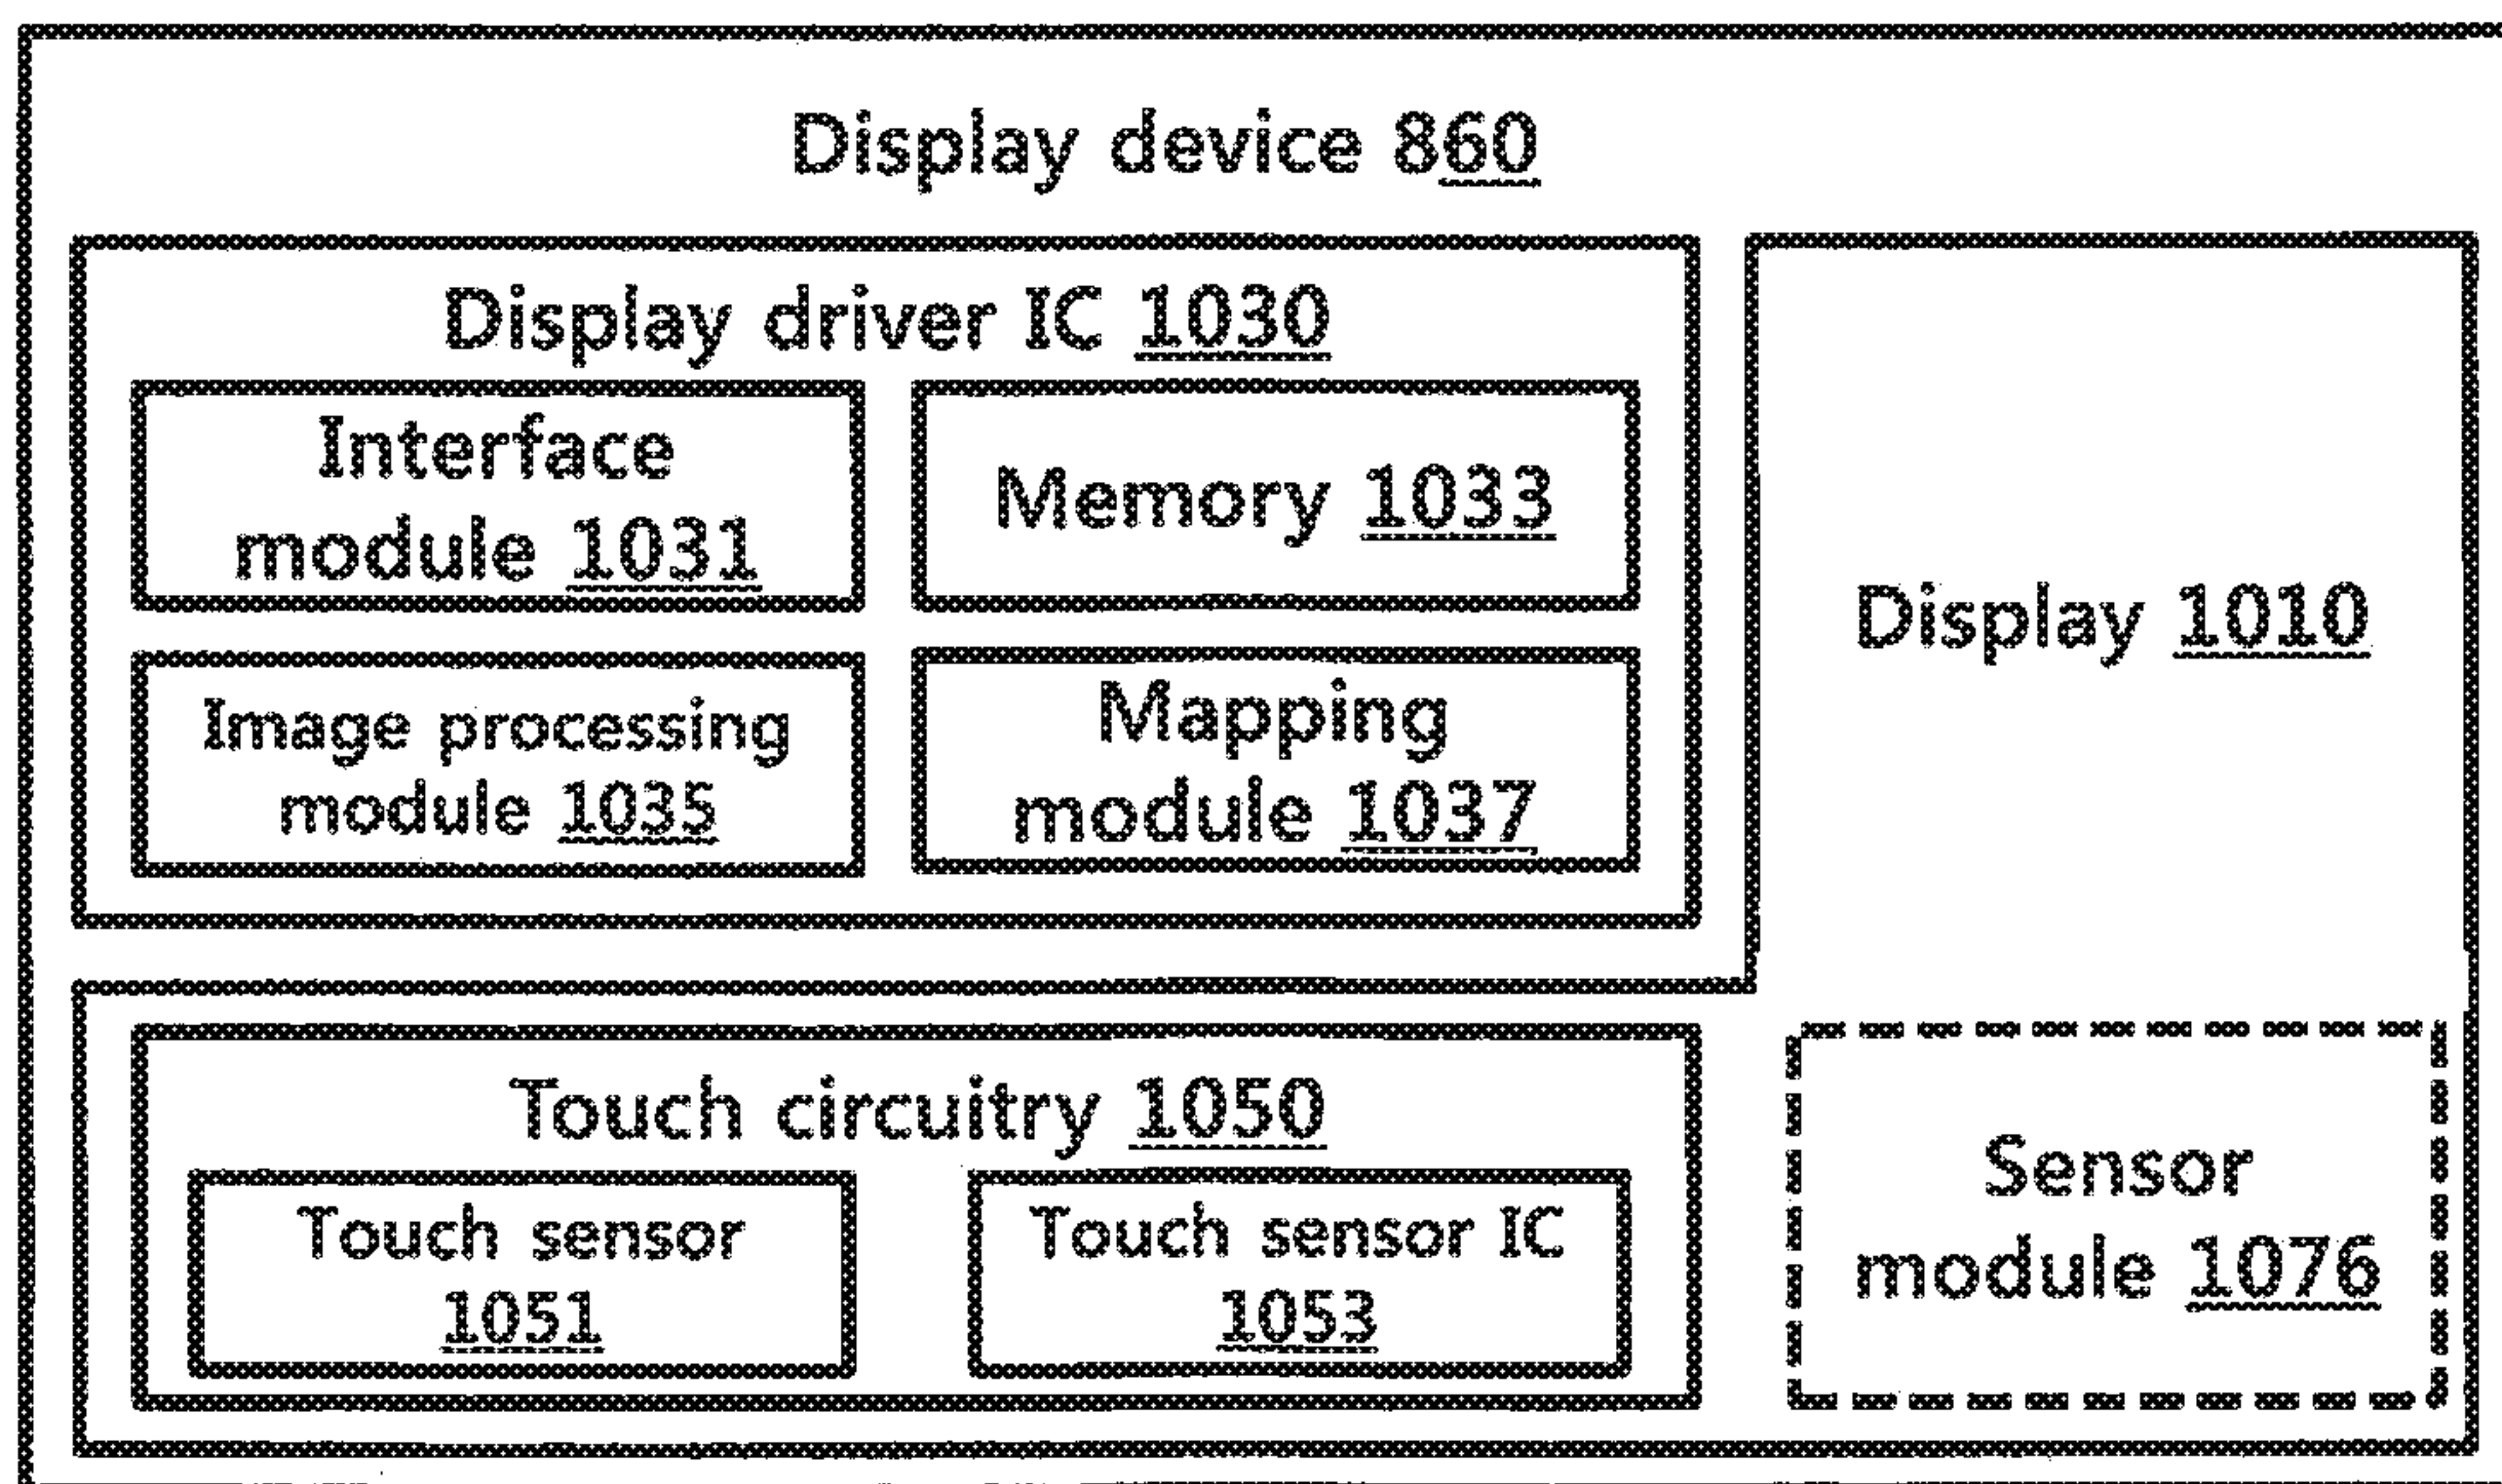 Display device 860
Display driver IC 1030
Interface
module 1031
Memory 1033
Image processing
module 1035
Mapping
module 1037
Display 1010
Touch circuitry 1050
Touch sensor
1051
Touch sensor IC
1053
Sensor
module 1076